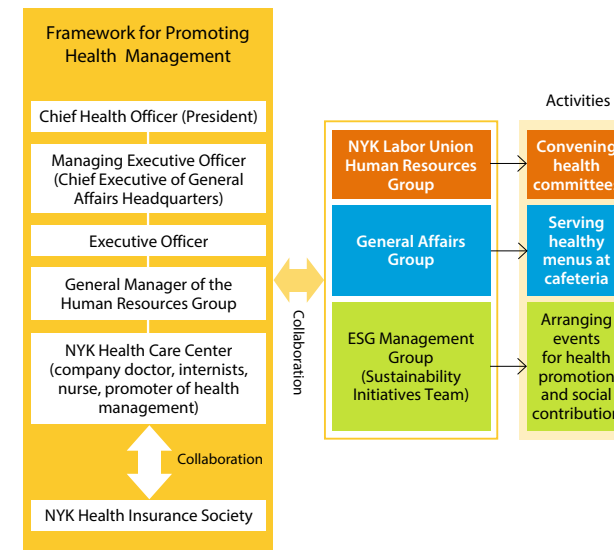 Framework for Promoting
Health Management
Chief Health Officer (President)
Managing Executive Officer
(Chief Executive of General
Affairs Headquarters)
Executive Officer
General Manager of the
Human Resources Group
NYK Health Care Center
(company doctor, internists,
nurse, promoter of health
management)
Collaboration
NYK Health Insurance Society
Collaboration
NYK Labor Union
Human Resources
Group
General Affairs
Group
ESG Management
Group
(Sustainability
Initiatives Team)
Activities
Convening
health
committee
Serving
healthy
menus at
cafeteria
Arranging
events
for health
promotion
and social
contribution